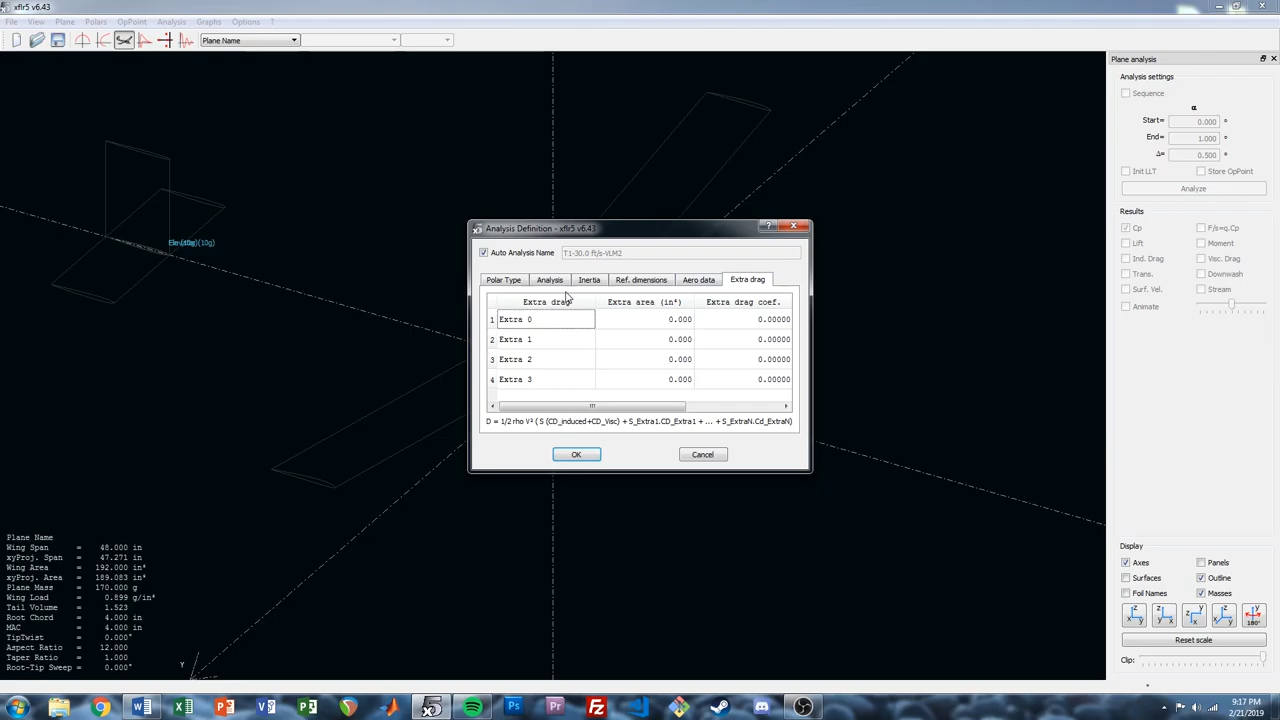 xflr5 v6.43
File View Plane Polars OpPoint Analysis Graphs Options ?
Plane Name
Plane analysis
Analysis settings
Sequence
α
Start= 0.000 °
End= 1.000 °
Δ= 0.500 °
Init LLT Store OpPoint
Analyze
Results
Cp F/s=q.Cp
Lift Moment
Ind. Drag Visc. Drag
Trans. Downwash
Surf. Vel. Stream
Animate
Analysis Definition - xflr5 v6.43
Auto Analysis Name T1-30.0 ft/s-VLM2
Polar Type Analysis Inertia Ref. dimensions Aero data Extra drag
Extra drag Extra area (in²) Extra drag coef.
1 Extra 0 0.000 0.00000
2 Extra 1 0.000 0.00000
3 Extra 2 0.000 0.00000
4 Extra 3 0.000 0.00000
D = 1/2 rho V² ( S (CD_induced+CD_Visc) + S_Extra1.CD_Extra1 + ... + S_ExtraN.Cd_ExtraN)
OK Cancel
(10g)
Y
Plane Name
Wing Span = 48.000 in
xyProj. Span = 47.271 in
Wing Area = 192.000 in²
xyProj. Area = 189.083 in²
Plane Mass = 170.000 g
Wing Load = 0.899 g/in²
Tail Volume = 1.523
Root Chord = 4.000 in
MAC = 4.000 in
TipTwist = 0.000°
Aspect Ratio = 12.000
Taper Ratio = 1.000
Root-Tip Sweep = 0.000°
Display
Axes Panels
Surfaces Outline
Foil Names Masses
z x y
z y x
z x y
z x y
y x 180°
Reset scale
Clip:
9:17 PM
2/21/2019